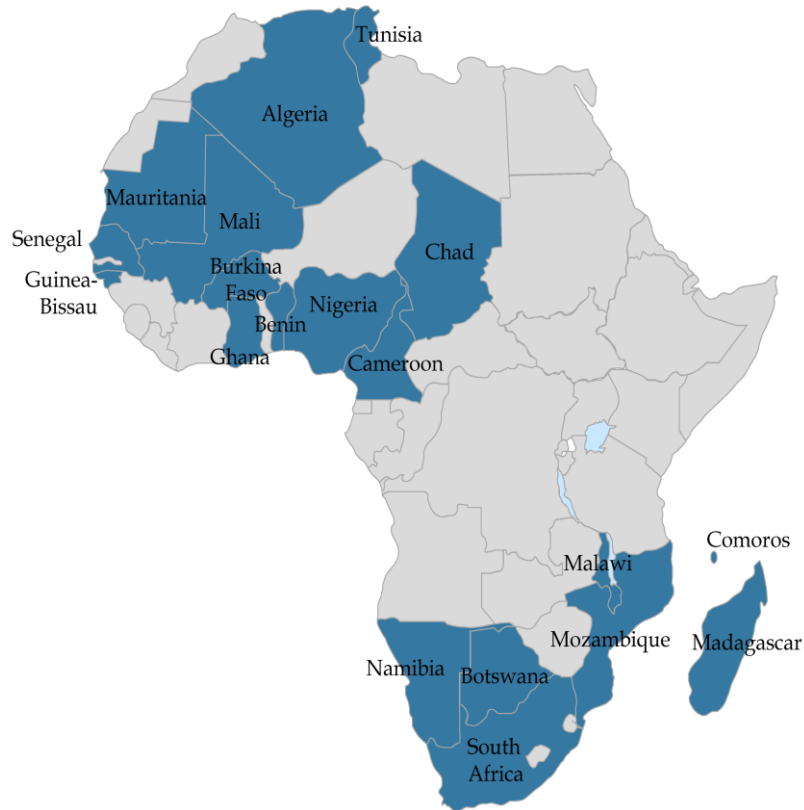 Tunisia
Algeria
Mauritania
Mali
Senegal
Chad
Burkina
Faso
Guinea-
Bissau
Nigeria
Benin
Ghana
Cameroon
Comoros
Malawi
Mozambique
Madagascar
Namibia
Botswana
South
Africa